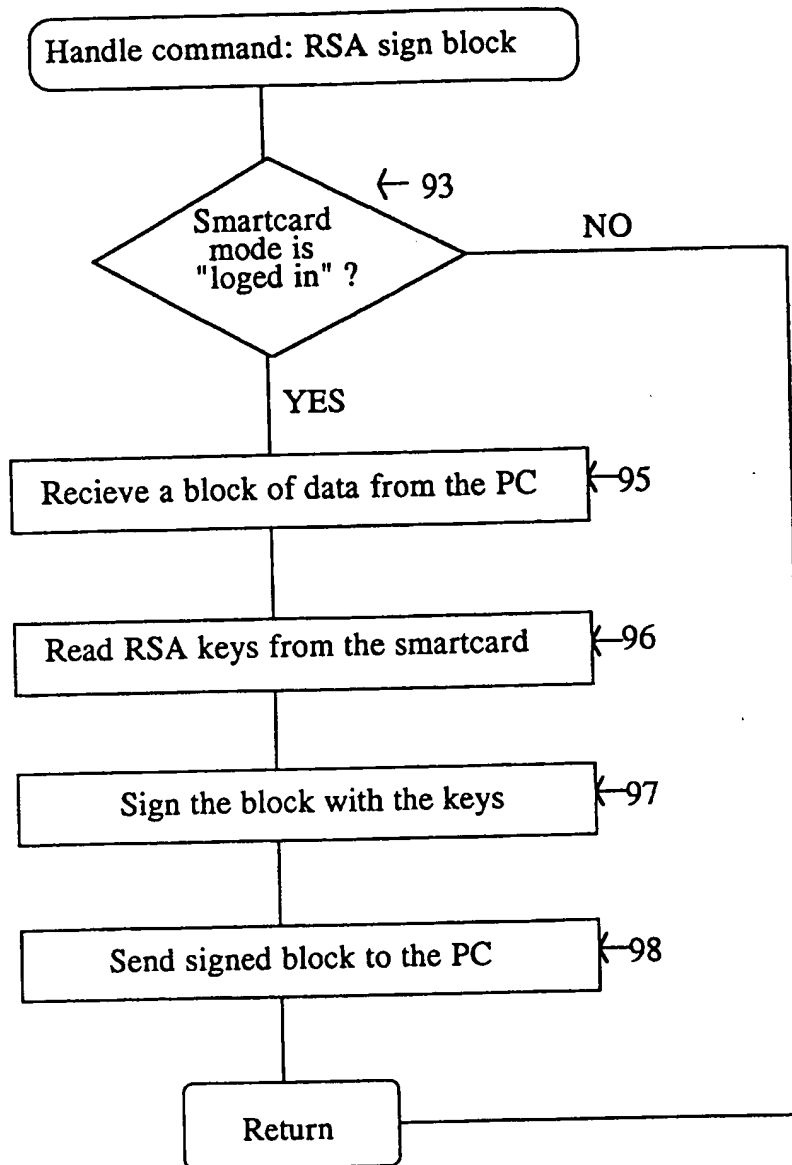 Handle command: RSA sign block
← 93
Smartcard
mode is
"loged in" ?
NO
YES
Recieve a block of data from the PC
←95
Read RSA keys from the smartcard
←96
Sign the block with the keys
←97
Send signed block to the PC
←98
Return